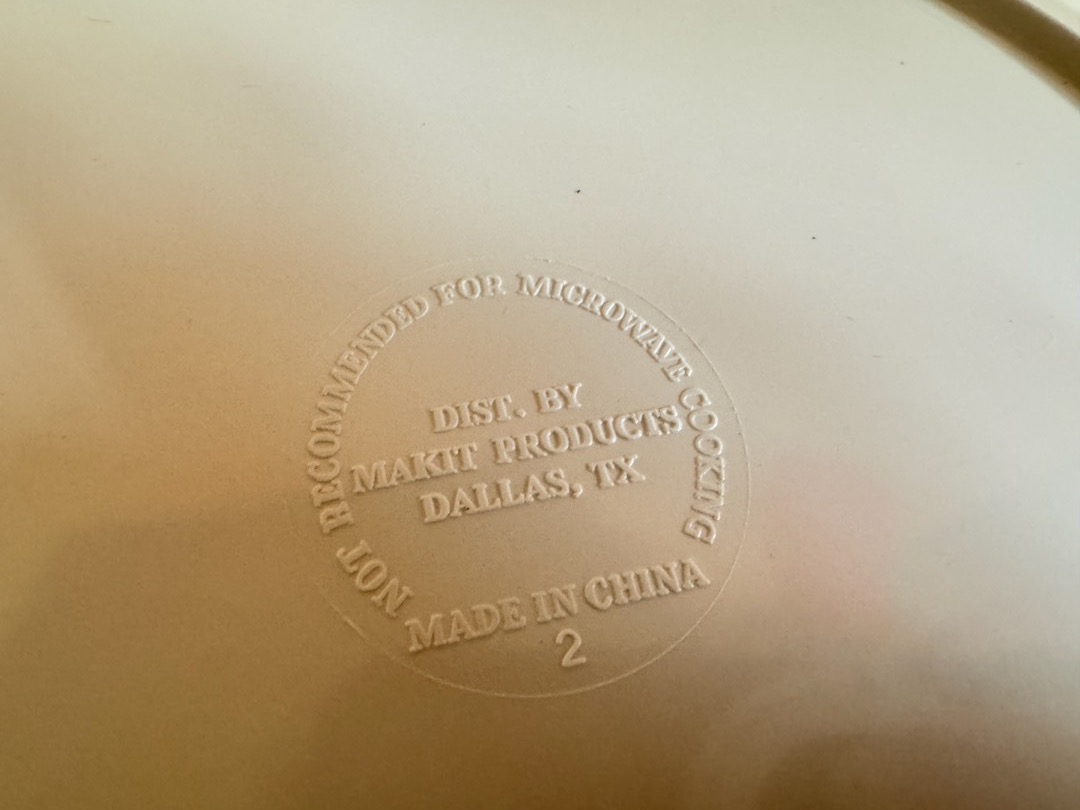 NOT RECOMMENDED FOR MICROWAVE COOKING
DIST. BY
MAKIT PRODUCTS
DALLAS, TX
MADE IN CHINA
2